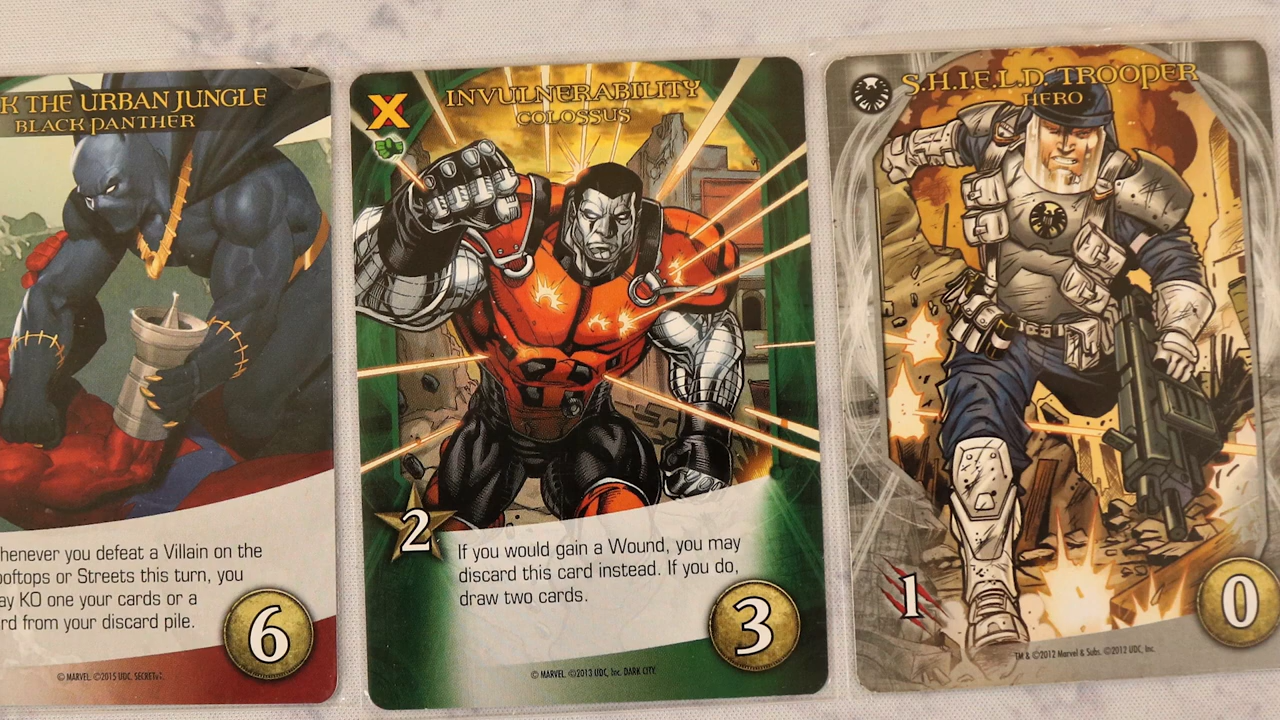 K THE URBAN JUNGLE
BLACK PANTHER
henever you defeat a Villain on the
ooftops or Streets this turn, you
ay KO one your cards or a
rd from your discard pile.
6
© MARVEL. ©2015 UDC.
X
INVULNERABILITY
COLOSSUS
2
If you would gain a Wound, you may
discard this card instead. If you do,
draw two cards.
3
© MARVEL. ©2013 UDC, Inc. DARK CITY.
S.H.I.E.L.D. TROOPER
HERO
1
0
TM & ©2012 Marvel & Subs. ©2012 UDC, Inc.